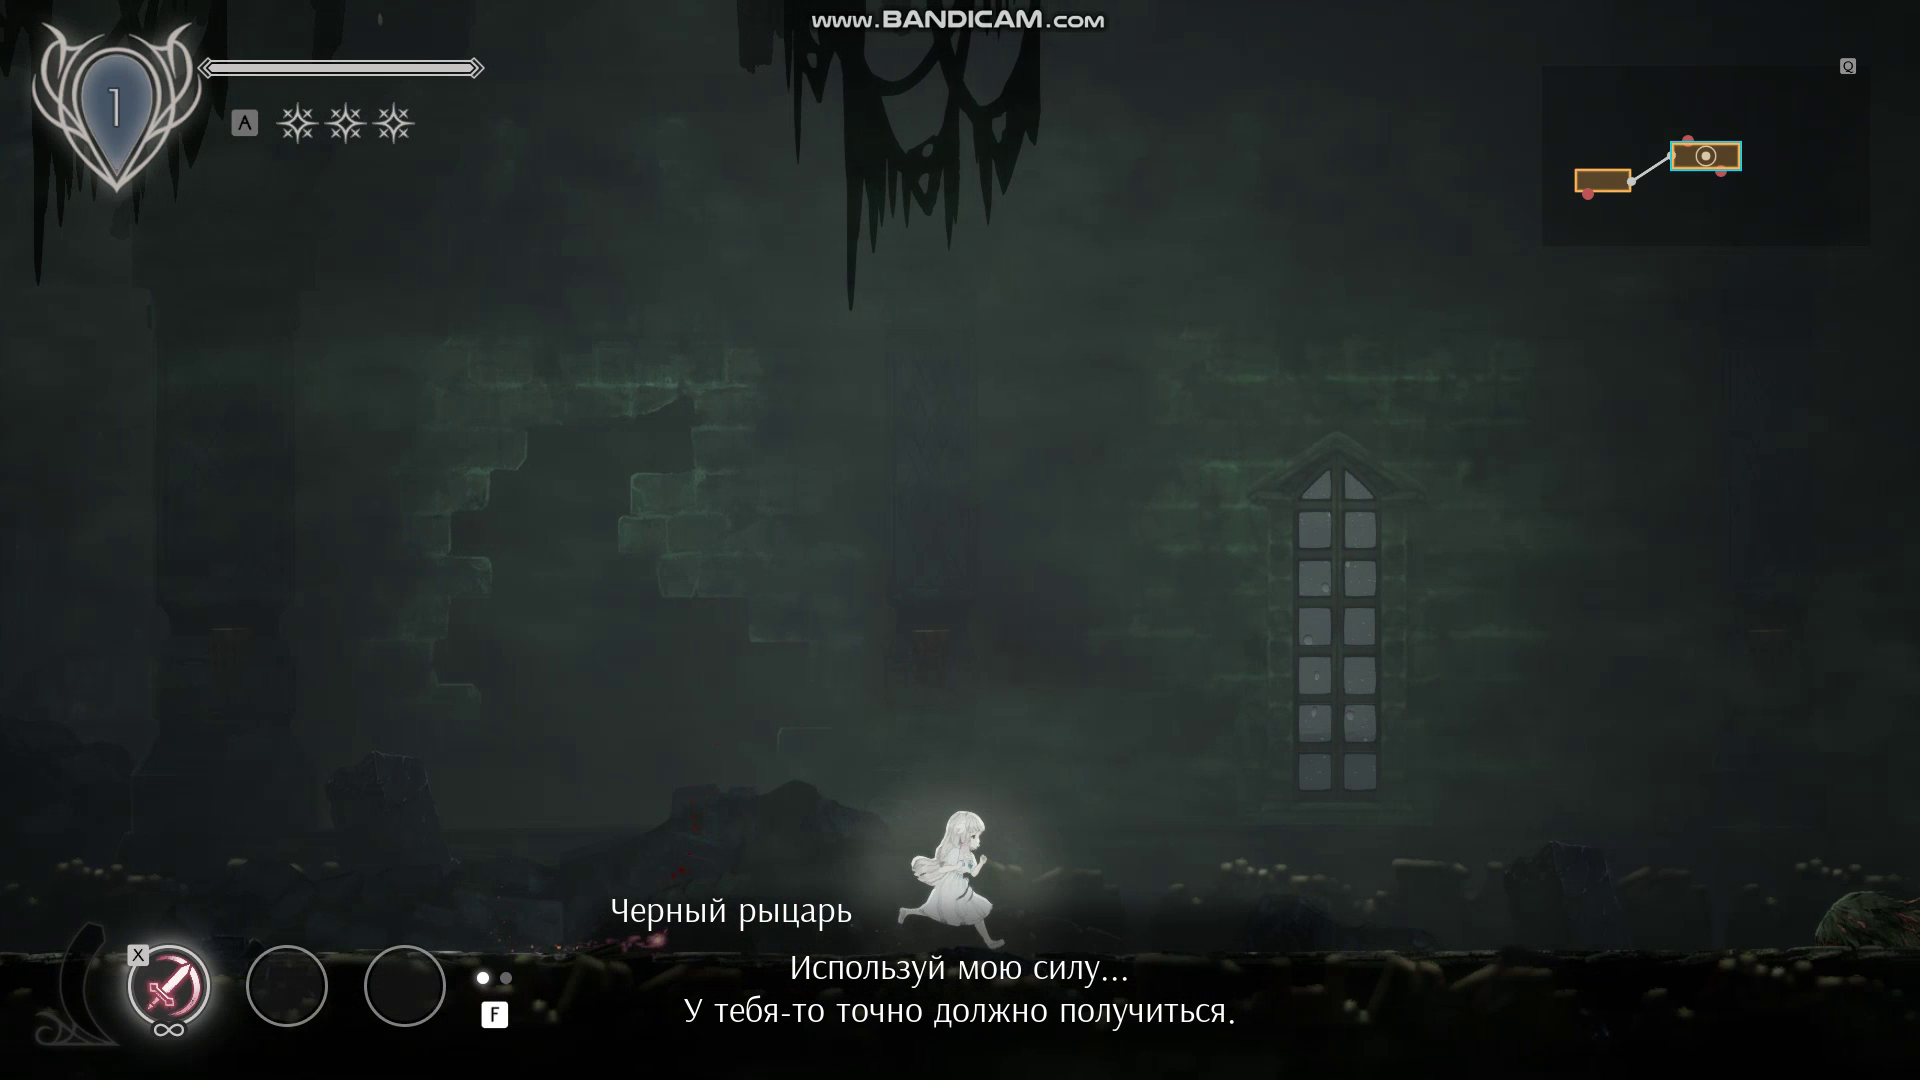 www.BANDICAM.com
1
Q
A
Черный рыцарь
X
Используй мою силу...
F
У тебя-то точно должно получиться.